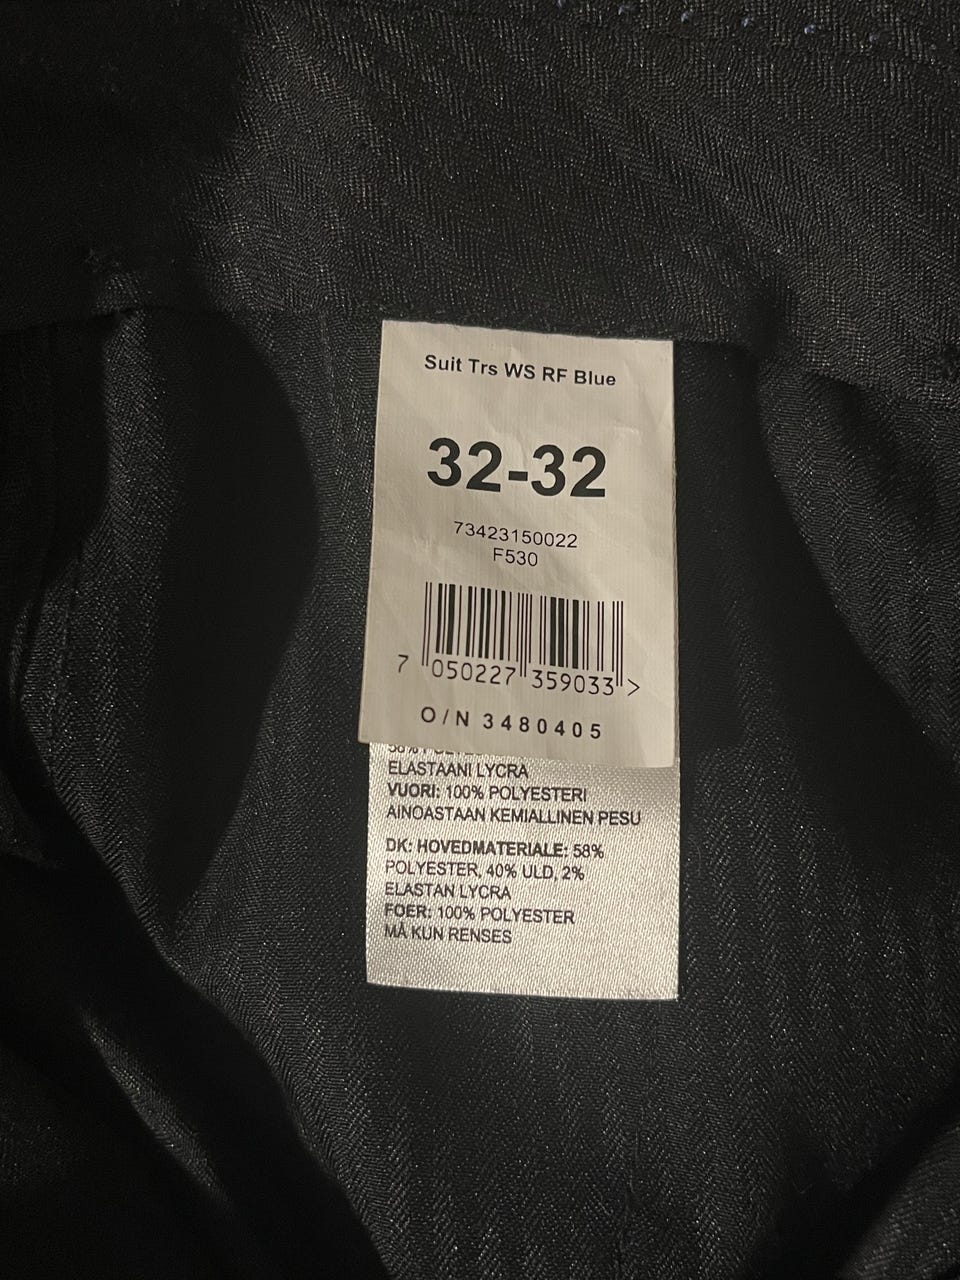 Suit Trs WS RF Blue
32-32
73423150022
F530
7 050227 359033 >
O/N 3480405
ELASTAANI LYCRA
VUORI: 100% POLYESTERI
AINOASTAAN KEMIALLINEN PESU
DK: HOVEDMATERIALE: 58%
POLYESTER, 40% ULD, 2%
ELASTAN LYCRA
FOER: 100% POLYESTER
MÅ KUN RENSES